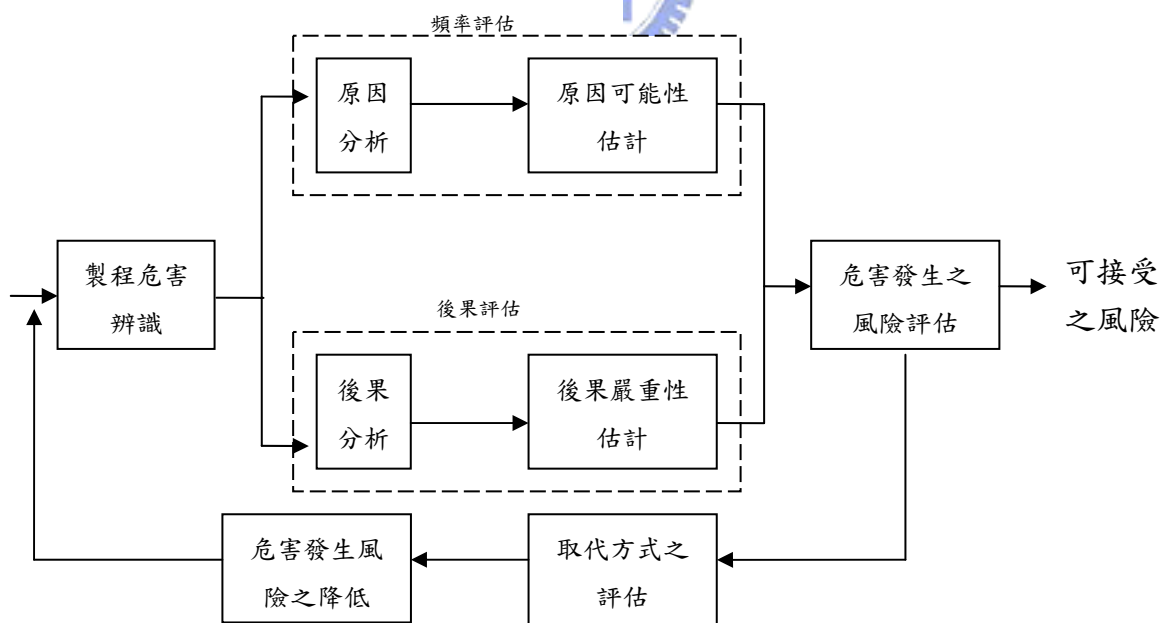 頻率評估
原因
分析
原因可能性
估計
製程危害
辨識
危害發生之
風險評估
可接受
之風險
後果評估
後果
分析
後果嚴重性
估計
危害發生風
險之降低
取代方式之
評估